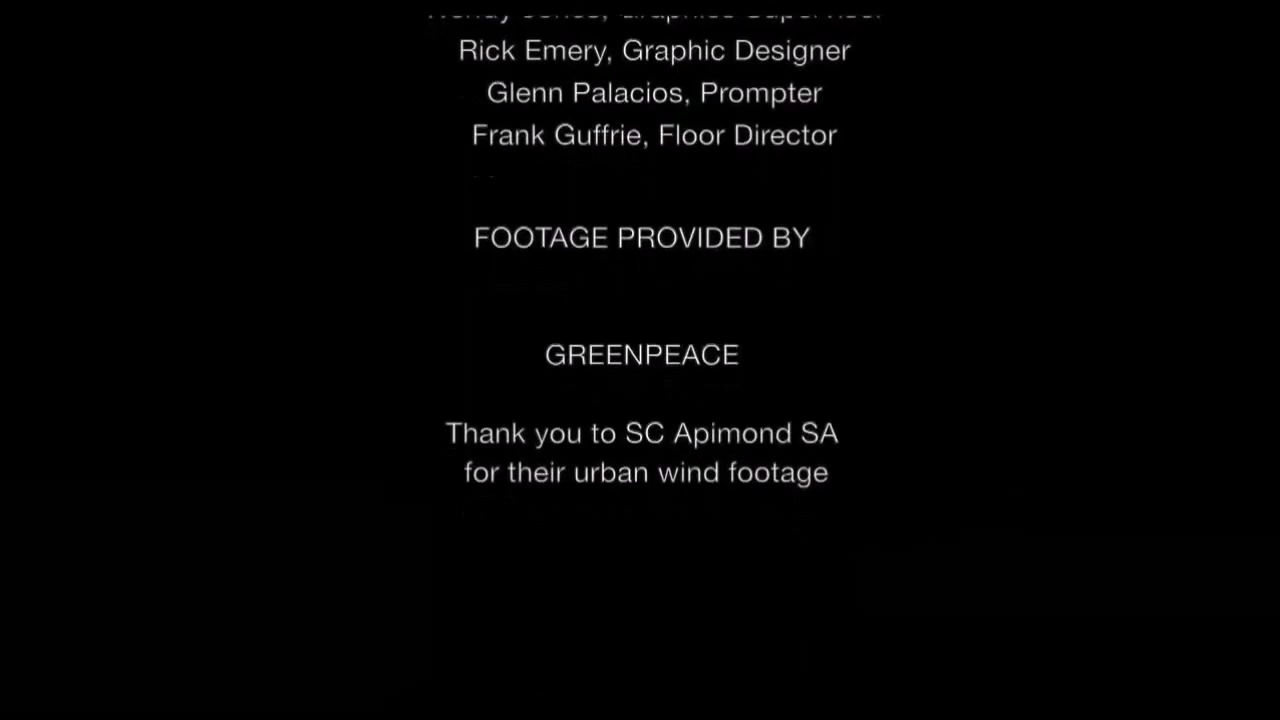 Rick Emery, Graphic Designer
Glenn Palacios, Prompter
Frank Guffrie, Floor Director
FOOTAGE PROVIDED BY
GREENPEACE
Thank you to SC Apimond SA
for their urban wind footage